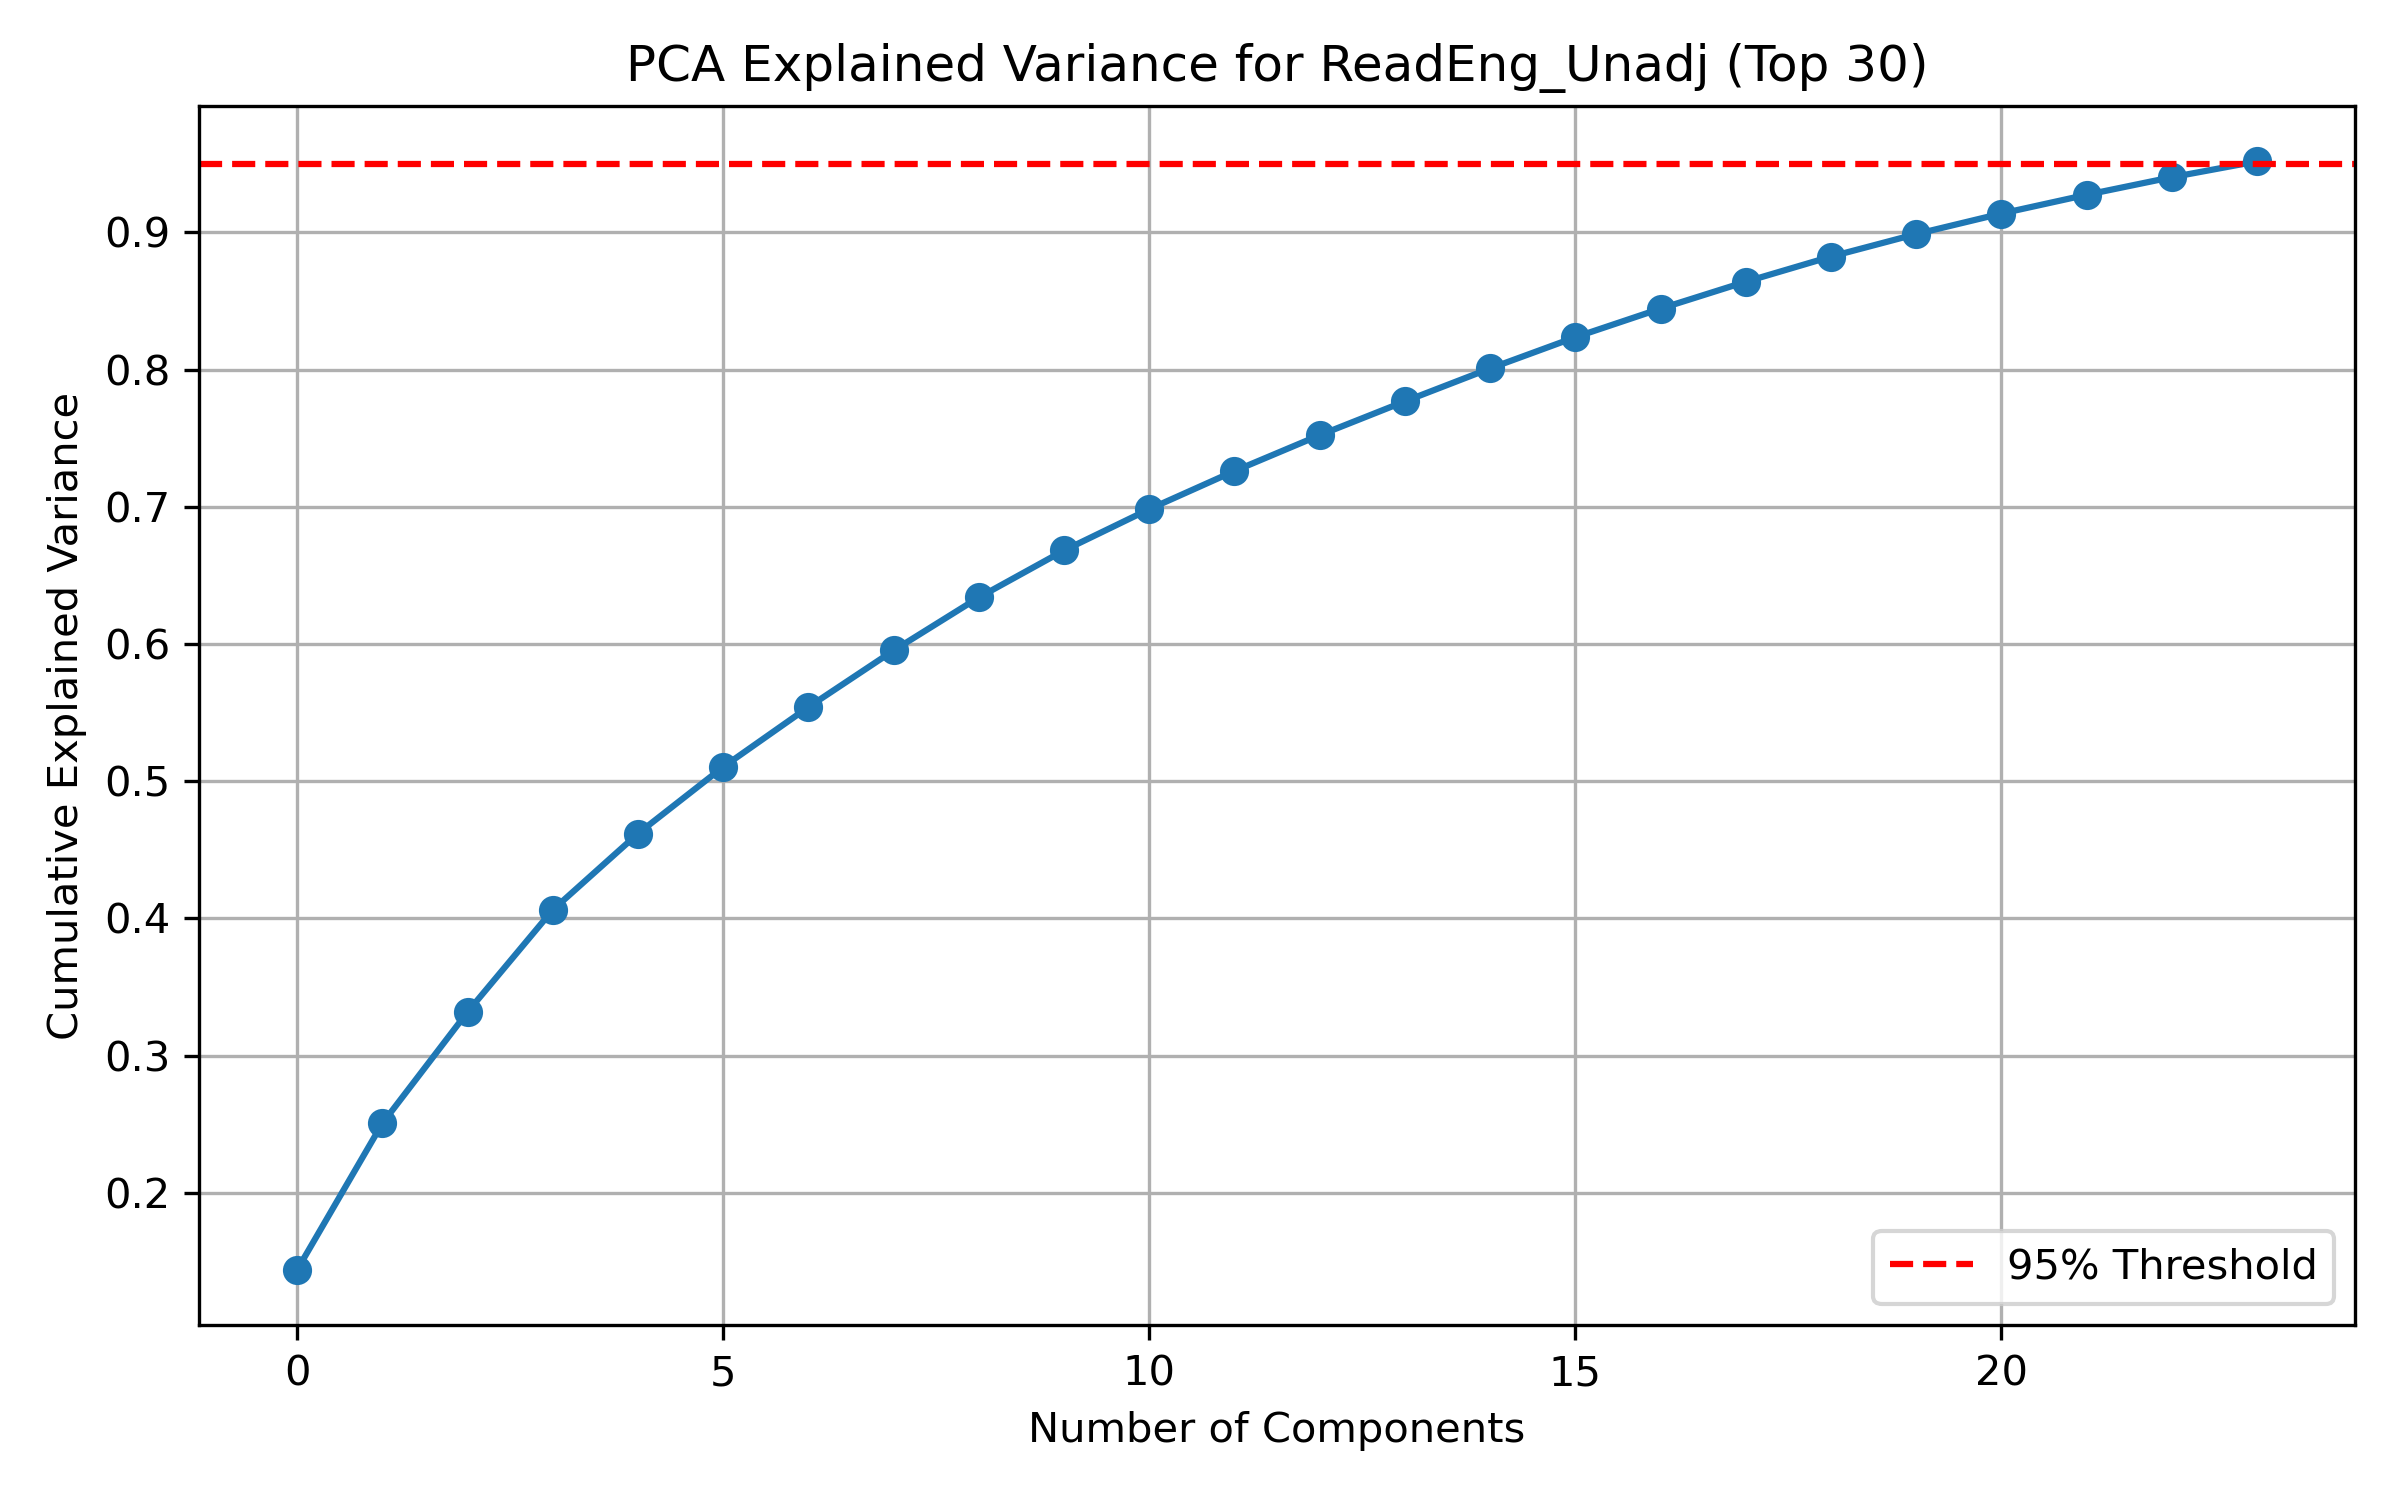 PCA Explained Variance for ReadEng_Unadj (Top 30)
Cumulative Explained Variance
0.9
0.8
0.7
0.6
0.5
0.4
0.3
0.2
95% Threshold
0 5 10 15 20
Number of Components